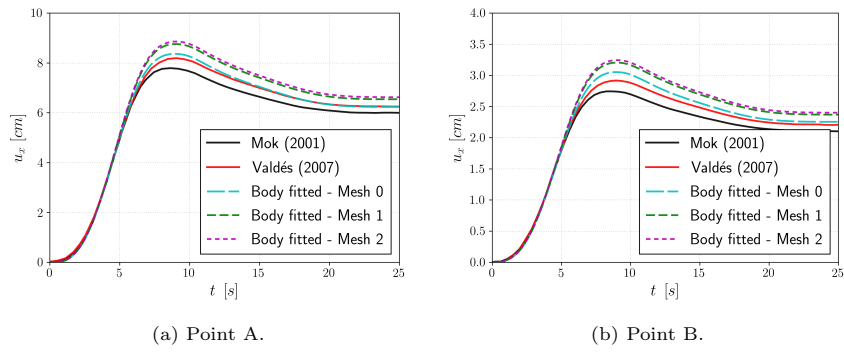 10
8
6
4
2
0
u_x [cm]
0 5 10 15 20 25
t [s]
Mok (2001)
Valdés (2007)
Body fitted - Mesh 0
Body fitted - Mesh 1
Body fitted - Mesh 2
(a) Point A.
4.0
3.5
3.0
2.5
2.0
1.5
1.0
0.5
0.0
u_x [cm]
0 5 10 15 20 25
t [s]
Mok (2001)
Valdés (2007)
Body fitted - Mesh 0
Body fitted - Mesh 1
Body fitted - Mesh 2
(b) Point B.